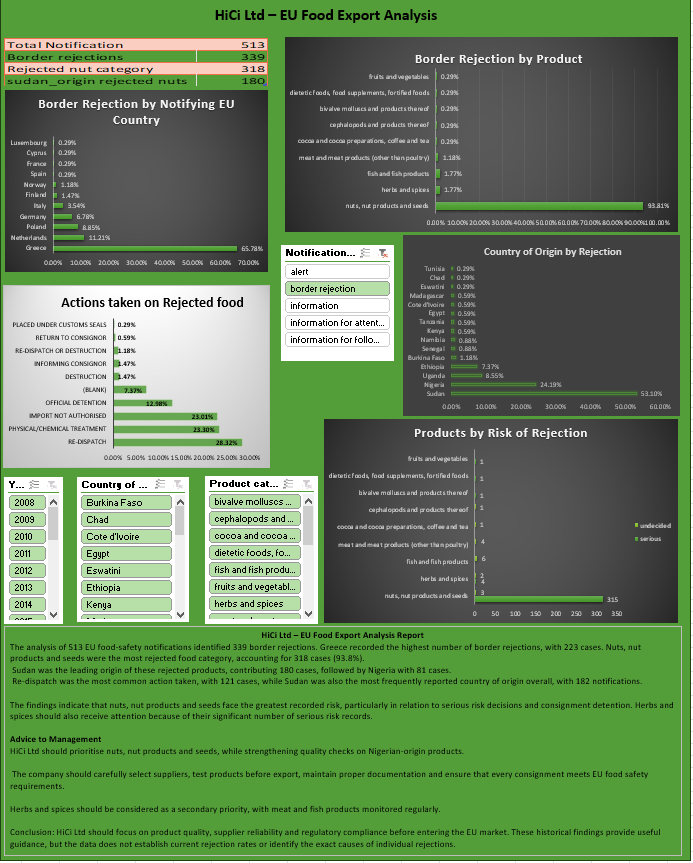 HiCi Ltd – EU Food Export Analysis
Total Notification 513
Border rejections 339
Rejected nut category 318
sudan_origin rejected nuts 180
Border Rejection by Notifying EU
Country
Luxembourg 0.29%
Cyprus 0.29%
France 0.29%
Spain 0.29%
Norway 1.18%
Finland 1.47%
Italy 3.54%
Germany 6.78%
Poland 8.85%
Netherlands 11.21%
Greece 65.78%
0.00% 10.00% 20.00% 30.00% 40.00% 50.00% 60.00% 70.00%
Border Rejection by Product
fruits and vegetables 0.29%
dietetic foods, food supplements, fortified foods 0.29%
bivalve molluscs and products thereof 0.29%
cephalopods and products thereof 0.29%
cocoa and cocoa preparations, coffee and tea 0.29%
meat and meat products (other than poultry) 1.18%
fish and fish products 1.77%
herbs and spices 1.77%
nuts, nut products and seeds 93.81%
0.00% 10.00% 20.00% 30.00% 40.00% 50.00% 60.00% 70.00% 80.00% 90.00%100.00%
Notification...
alert
border rejection
information
information for attent...
information for follo...
Country of Origin by Rejection
Tunisia 0.29%
Chad 0.29%
Eswatini 0.29%
Madagascar 0.59%
Cote d'Ivoire 0.59%
Egypt 0.59%
Tanzania 0.59%
Kenya 0.59%
Namibia 0.88%
Senegal 0.88%
Burkina Faso 1.18%
Ethiopia 7.37%
Uganda 8.55%
Nigeria 24.19%
Sudan 53.10%
0.00% 10.00% 20.00% 30.00% 40.00% 50.00% 60.00%
Actions taken on Rejected food
PLACED UNDER CUSTOMS SEALS 0.29%
RETURN TO CONSIGNOR 0.59%
RE-DISPATCH OR DESTRUCTION 1.18%
INFORMING CONSIGNOR 1.47%
DESTRUCTION 1.47%
(BLANK) 7.37%
OFFICIAL DETENTION 12.98%
IMPORT NOT AUTHORISED 23.01%
PHYSICAL/CHEMICAL TREATMENT 23.30%
RE-DISPATCH 28.32%
0.00% 5.00% 10.00% 15.00% 20.00% 25.00% 30.00%
Products by Risk of Rejection
fruits and vegetables 1
dietetic foods, food supplements, fortified foods 1
bivalve molluscs and products thereof 1
cephalopods and products thereof 1
cocoa and cocoa preparations, coffee and tea 1
meat and meat products (other than poultry) 4
fish and fish products 6
herbs and spices 2 4
nuts, nut products and seeds 3 315
0 50 100 150 200 250 300 350
undecided
serious
Y...
2008
2009
2010
2011
2012
2013
2014
Country of ...
Burkina Faso
Chad
Cote d'Ivoire
Egypt
Eswatini
Ethiopia
Kenya
Product cat...
bivalve molluscs ...
cephalopods and ...
cocoa and cocoa ...
dietetic foods, fo...
fish and fish produ...
fruits and vegetabl...
herbs and spices
HiCi Ltd – EU Food Export Analysis Report
The analysis of 513 EU food-safety notifications identified 339 border rejections. Greece recorded the highest number of border rejections, with 223 cases. Nuts, nut
products and seeds were the most rejected food category, accounting for 318 cases (93.8%).
Sudan was the leading origin of these rejected products, contributing 180 cases, followed by Nigeria with 81 cases.
Re-dispatch was the most common action taken, with 121 cases, while Sudan was also the most frequently reported country of origin overall, with 182 notifications.
The findings indicate that nuts, nut products and seeds face the greatest recorded risk, particularly in relation to serious risk decisions and consignment detention. Herbs and
spices should also receive attention because of their significant number of serious risk records.
Advice to Management
HiCi Ltd should prioritise nuts, nut products and seeds, while strengthening quality checks on Nigerian-origin products.
The company should carefully select suppliers, test products before export, maintain proper documentation and ensure that every consignment meets EU food safety
requirements.
Herbs and spices should be considered as a secondary priority, with meat and fish products monitored regularly.
Conclusion: HiCi Ltd should focus on product quality, supplier reliability and regulatory compliance before entering the EU market. These historical findings provide useful
guidance, but the data does not establish current rejection rates or identify the exact causes of individual rejections.